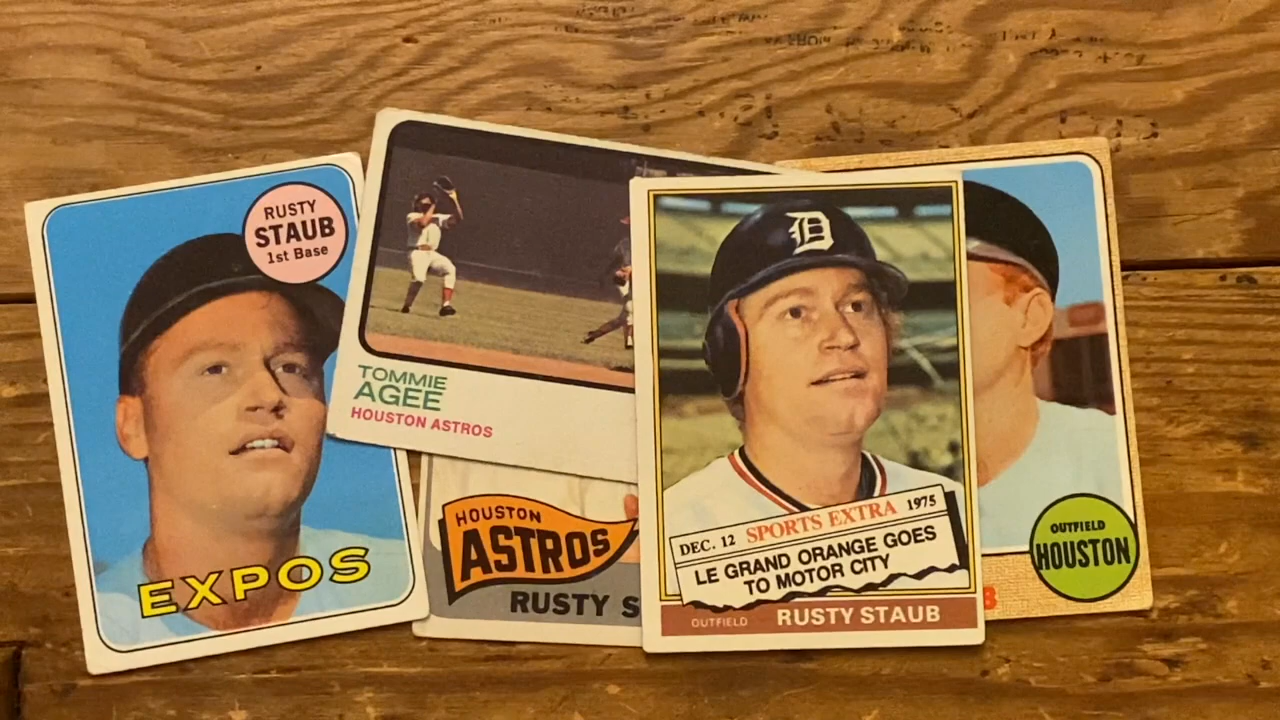 RUSTY
STAUB
1st Base
EXPOS
TOMMIE
AGEE
HOUSTON ASTROS
HOUSTON
ASTROS
RUSTY S
D
DEC. 12 SPORTS EXTRA 1975
LE GRAND ORANGE GOES
TO MOTOR CITY
OUTFIELD RUSTY STAUB
OUTFIELD
HOUSTON
B